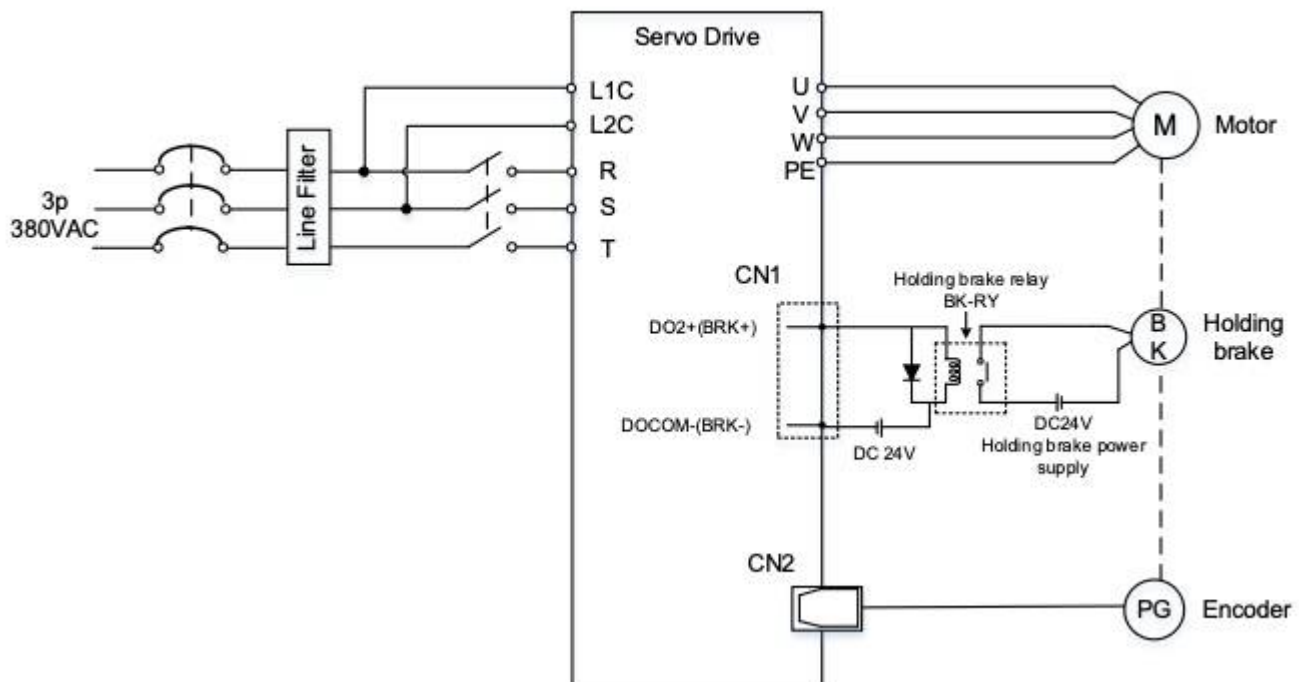 Servo Drive
L1C
L2C
R
S
T
3p
380VAC
Line Filter
U
V
W
PE
M
Motor
CN1
Holding brake relay
BK-RY
DO2+(BRK+)
DOCOM-(BRK-)
DC 24V
DC24V
Holding brake power
supply
B
K
Holding
brake
CN2
PG
Encoder